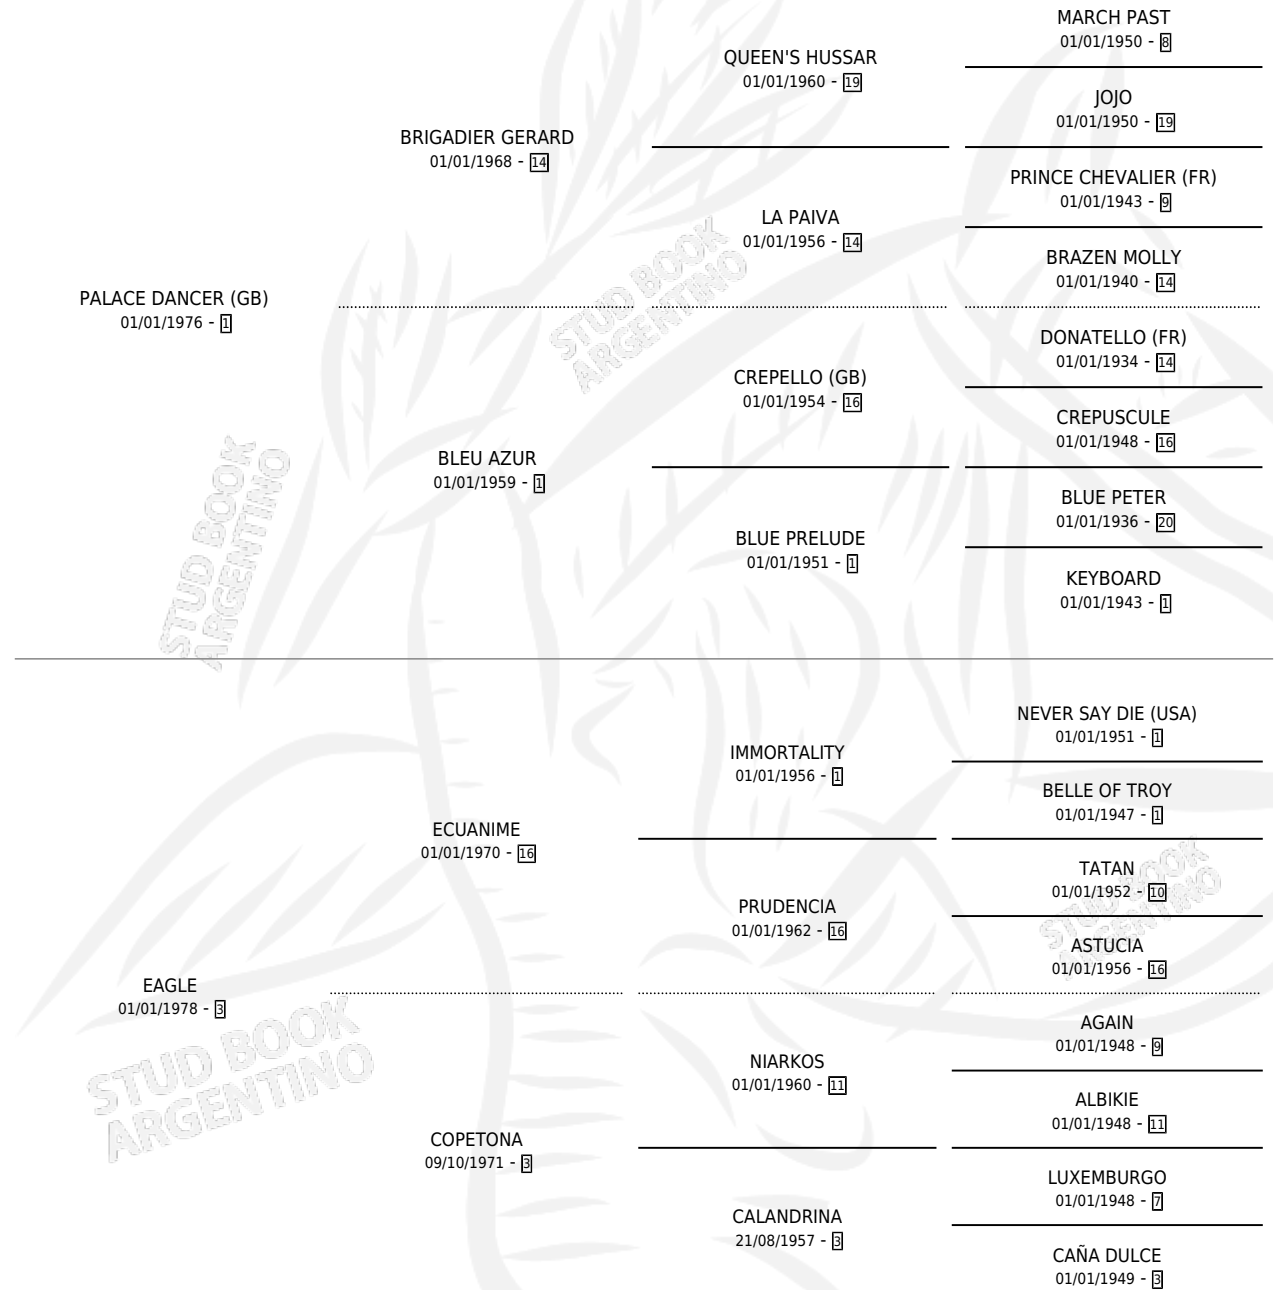 MARCH PAST
01/01/1950 - 8
QUEEN'S HUSSAR
01/01/1960 - 19
JOJO
01/01/1950 - 19
BRIGADIER GERARD
01/01/1968 - 14
PRINCE CHEVALIER (FR)
01/01/1943 - 9
LA PAIVA
01/01/1956 - 14
BRAZEN MOLLY
01/01/1940 - 14
PALACE DANCER (GB)
01/01/1976 - 1
DONATELLO (FR)
01/01/1934 - 14
CREPELLO (GB)
01/01/1954 - 16
CREPUSCULE
01/01/1948 - 16
BLEU AZUR
01/01/1959 - 1
BLUE PETER
01/01/1936 - 20
BLUE PRELUDE
01/01/1951 - 1
KEYBOARD
01/01/1943 - 1
NEVER SAY DIE (USA)
01/01/1951 - 1
IMMORTALITY
01/01/1956 - 1
BELLE OF TROY
01/01/1947 - 1
ECUANIME
01/01/1970 - 16
TATAN
01/01/1952 - 10
PRUDENCIA
01/01/1962 - 16
ASTUCIA
01/01/1956 - 16
EAGLE
01/01/1978 - 3
AGAIN
01/01/1948 - 9
NIARKOS
01/01/1960 - 11
ALBIKIE
01/01/1948 - 11
COPETONA
09/10/1971 - 3
LUXEMBURGO
01/01/1948 - 7
CALANDRINA
21/08/1957 - 3
CAÑA DULCE
01/01/1949 - 3
STUD BOOK
ARGENTINO
STUD BOOK
ARGENTINO
STUD BOOK
ARGENTINO
STUD BOOK
ARGENTINO